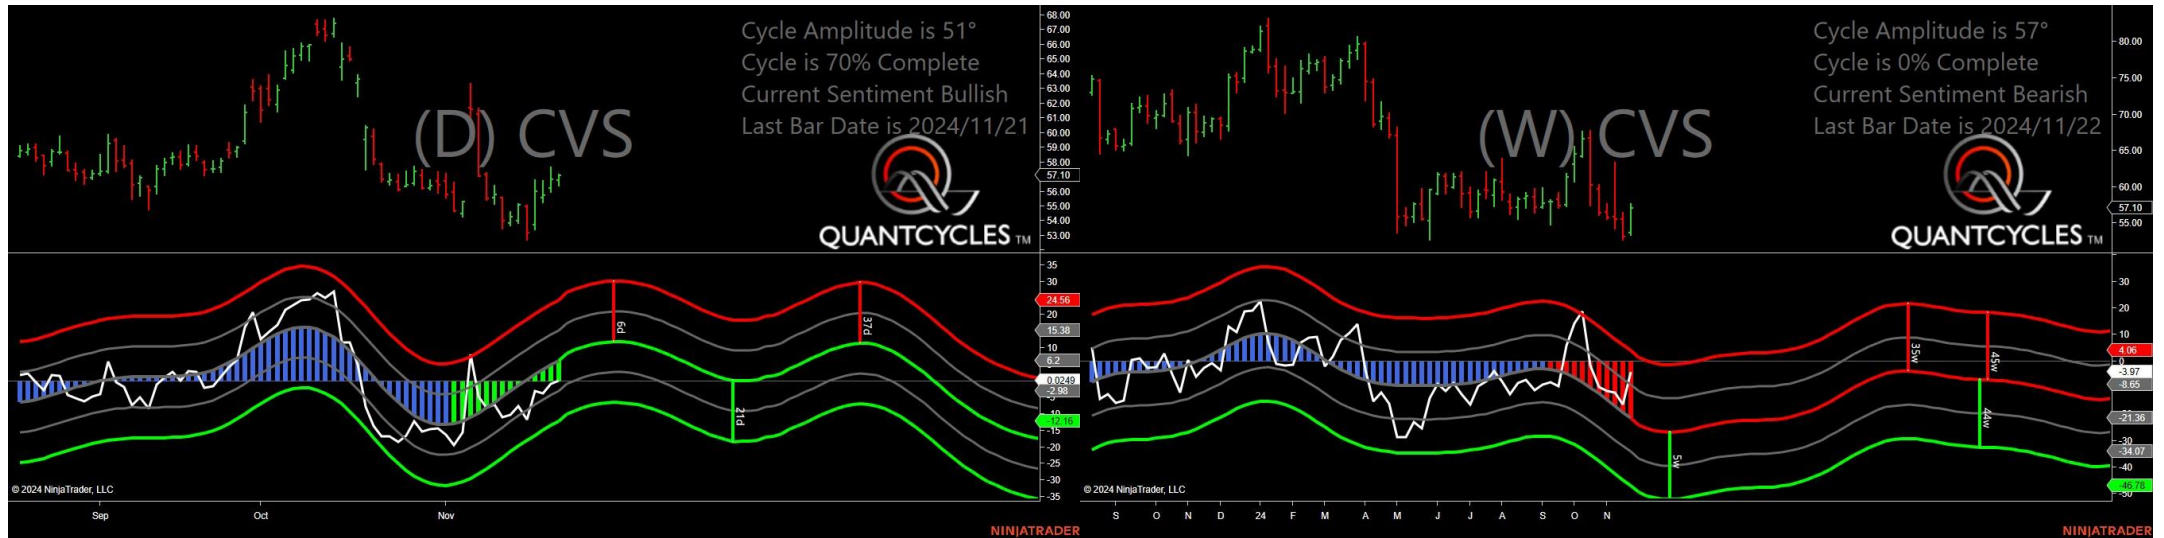 Cycle Amplitude is 51°
Cycle is 70% Complete
Current Sentiment Bullish
Last Bar Date is 2024/11/21
(D) CVS
QUANTCYCLES TM
68.00
67.00
66.00
65.00
64.00
63.00
62.00
61.00
60.00
59.00
58.00
57.10
56.00
55.00
54.00
53.00
35
30
24.56
20
15.38
10
6.2
0.0249
-2.98
-12.16
-15
-20
-25
-30
-35
6d
21d
37d
© 2024 NinjaTrader, LLC
Sep
Oct
Nov
NINJATRADER
Cycle Amplitude is 57°
Cycle is 0% Complete
Current Sentiment Bearish
Last Bar Date is 2024/11/22
(W) CVS
QUANTCYCLES TM
80.00
75.00
70.00
65.00
60.00
57.10
55.00
30
20
10
4.06
0
-3.97
-8.65
-21.36
-30
-34.07
-40
-46.78
-50
5w
35w
44w
45w
© 2024 NinjaTrader, LLC
S O N D 24 F M A M J J A S O N
NINJATRADER